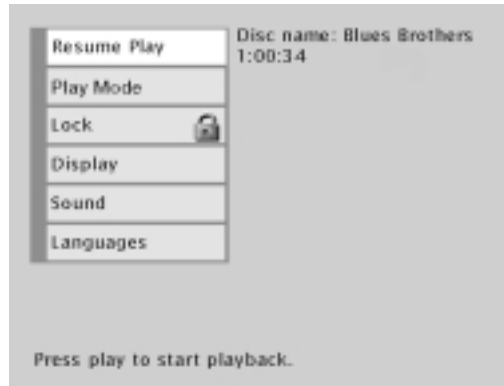 Resume Play
Play Mode
Lock
Display
Sound
Languages
Disc name: Blues Brothers
1:00:34
Press play to start playback.